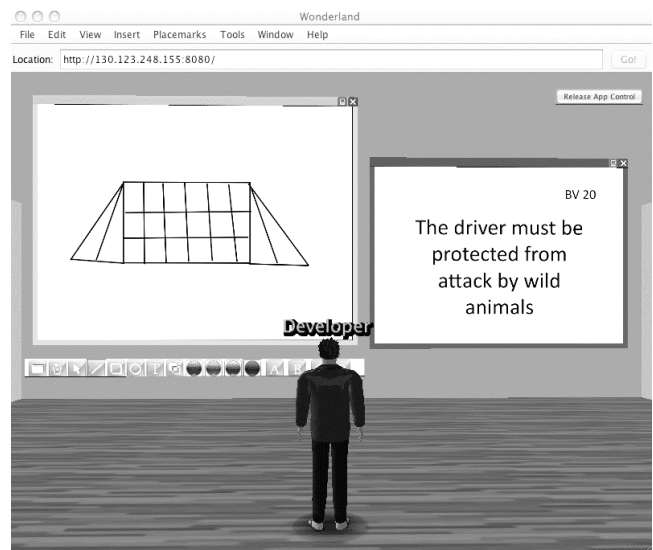 Wonderland
File Edit View Insert Placemarks Tools Window Help
Location: http://130.123.248.155:8080/ Go!
Release App Control
BV 20
The driver must be
protected from
attack by wild
animals
Developer
T A